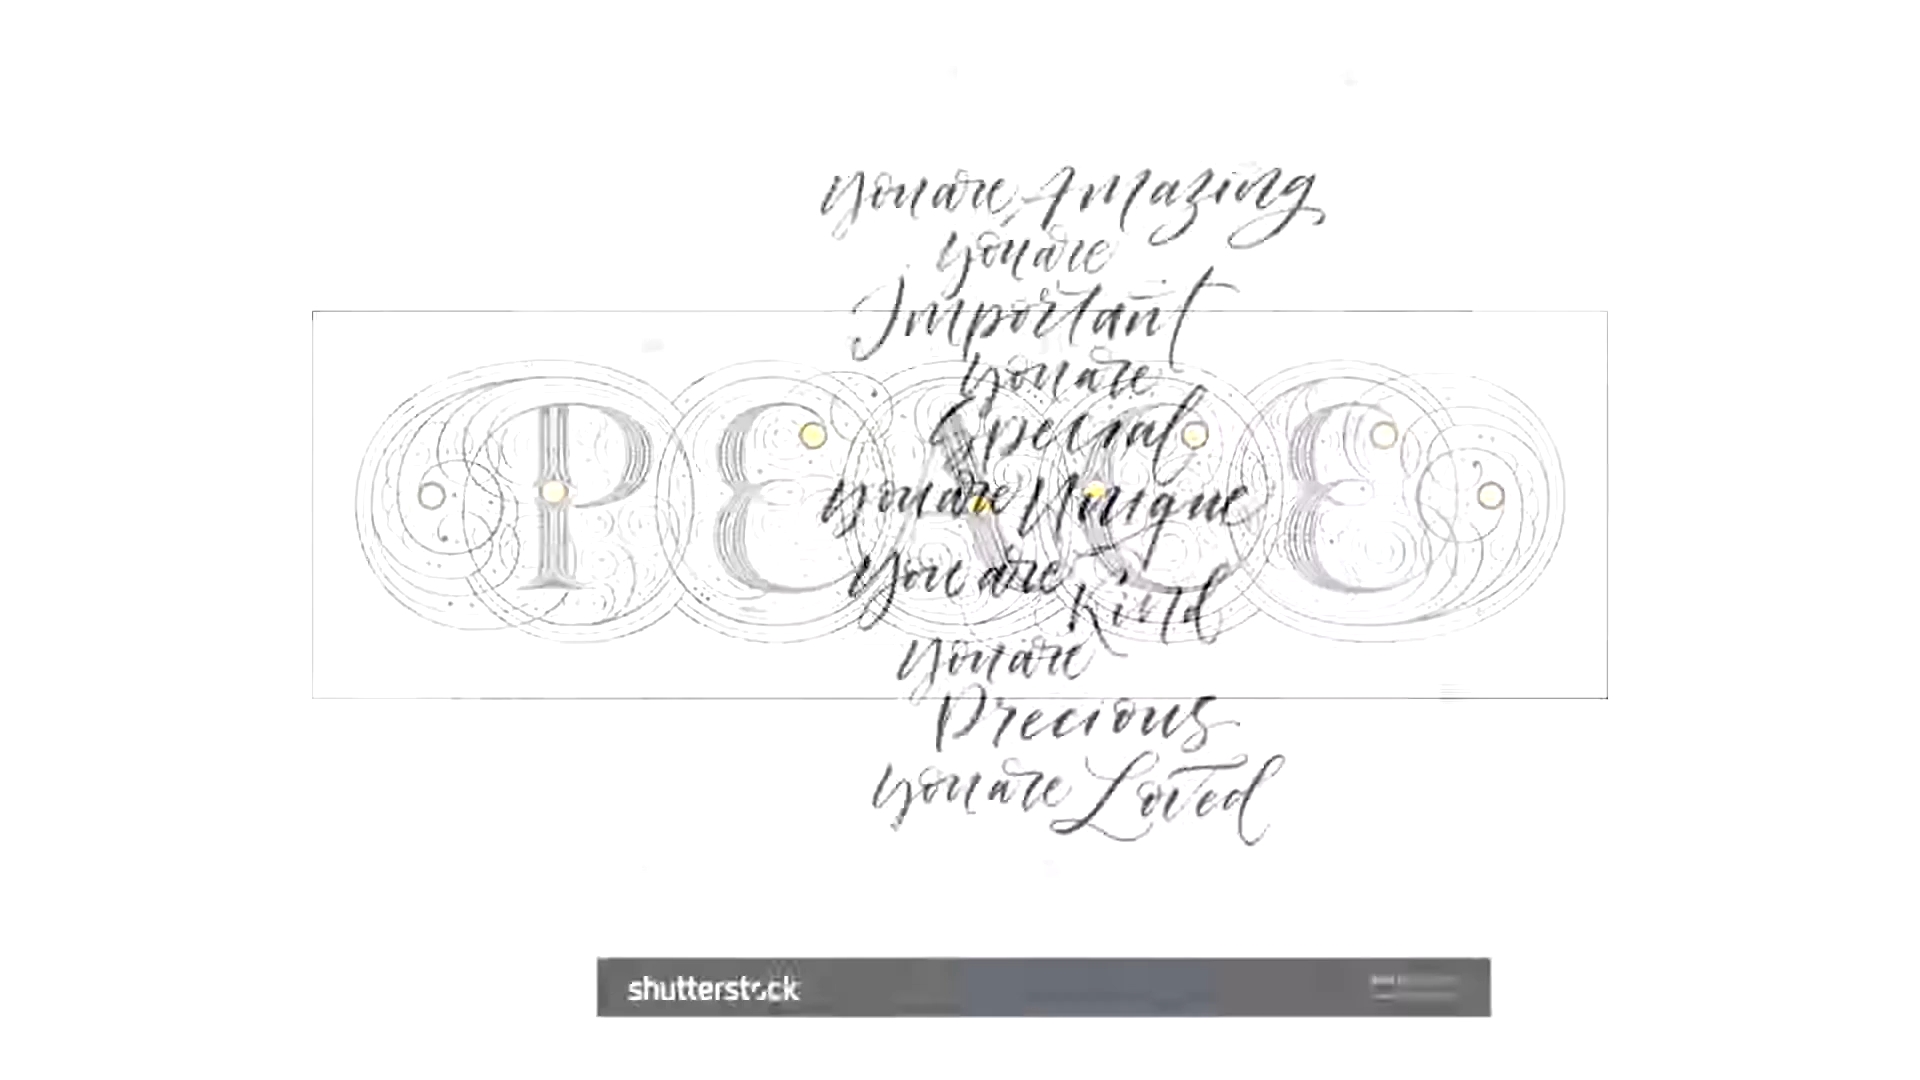 you are Amazing
you are
Important
you are
Special
PEACE
you are Unique
you are Kind
you are
Precious
you are Loved
shutterstock